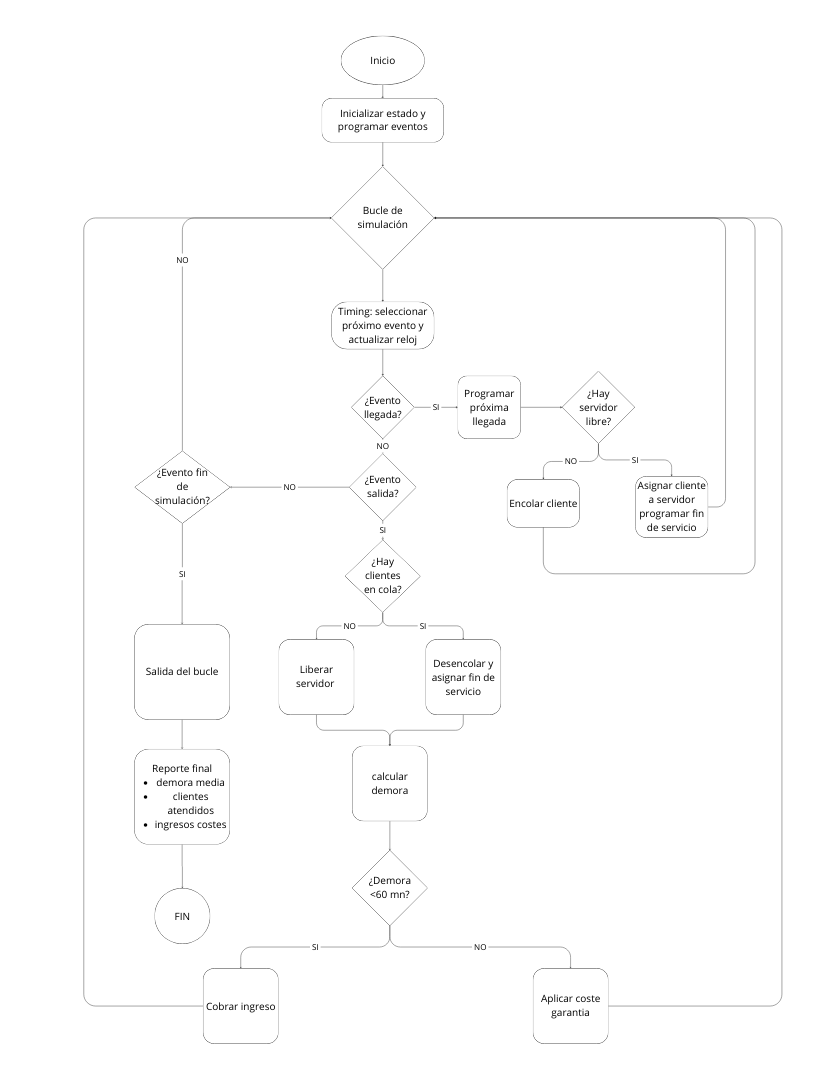 Inicio
Inicializar estado y
programar eventos
Bucle de
simulación
NO
Timing: seleccionar
próximo evento y
actualizar reloj
¿Evento
llegada?
SI
Programar
próxima
llegada
¿Hay
servidor
libre?
NO
NO
SI
¿Evento fin
de
simulación?
NO
¿Evento
salida?
Encolar cliente
Asignar cliente
a servidor
programar fin
de servicio
SI
¿Hay
clientes
en cola?
SI
NO
SI
Salida del bucle
Liberar
servidor
Desencolar y
asignar fin de
servicio
Reporte final
• demora media
• clientes
atendidos
• ingresos costes
calcular
demora
¿Demora
<60 mn?
FIN
SI
NO
Cobrar ingreso
Aplicar coste
garantia